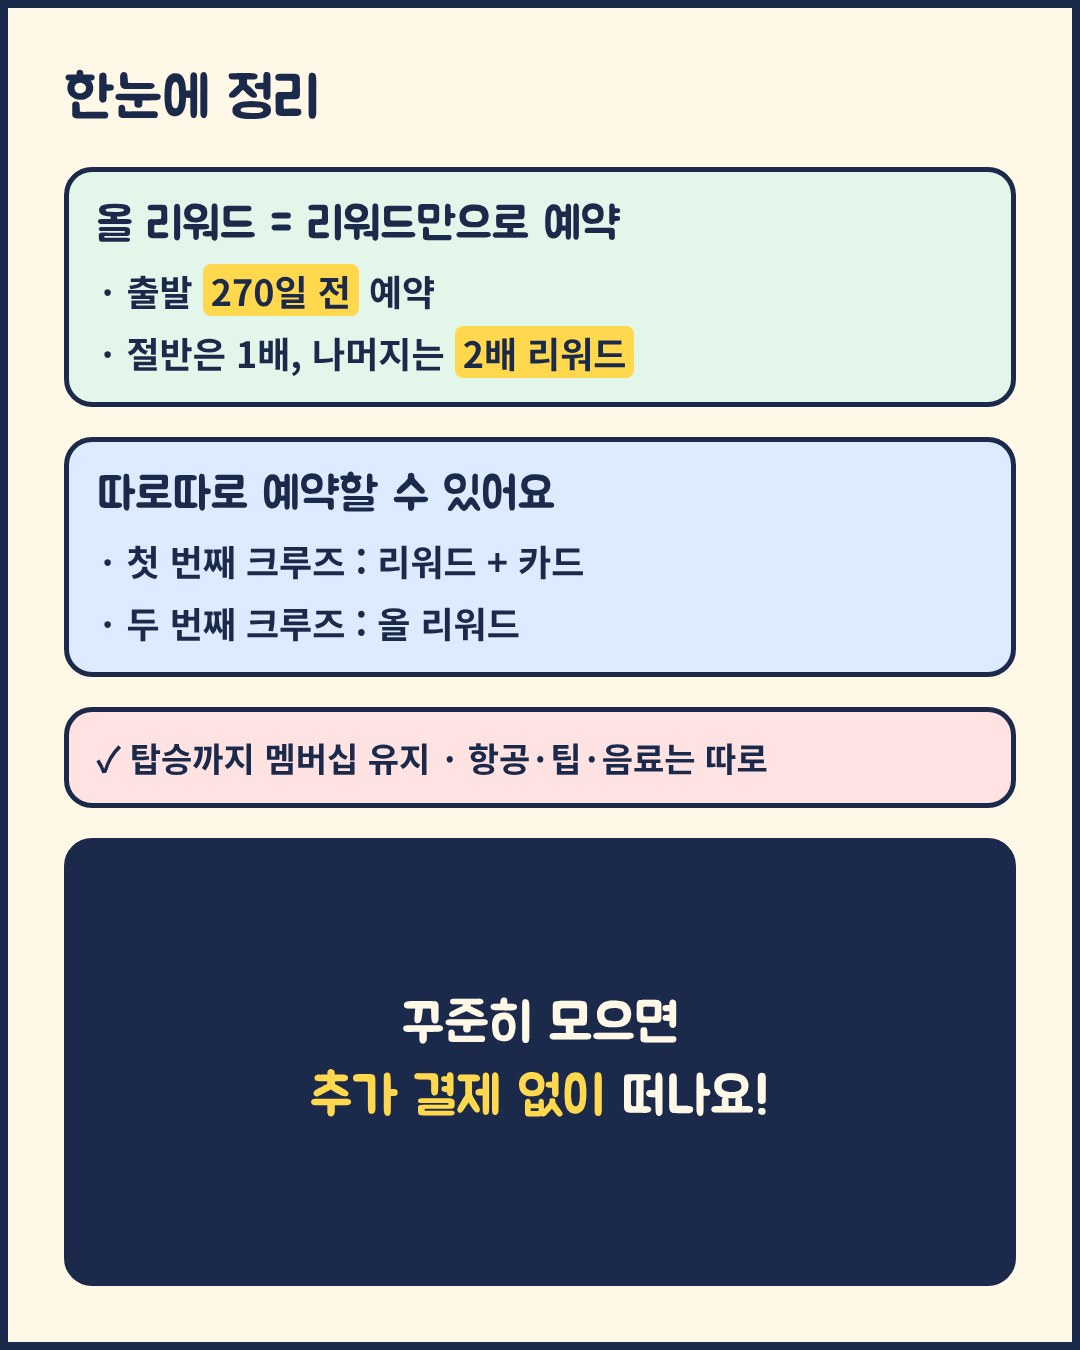 한눈에 정리
올 리워드 = 리워드만으로 예약
· 출발 270일 전 예약
· 절반은 1배, 나머지는 2배 리워드
따로따로 예약할 수 있어요
· 첫 번째 크루즈 : 리워드 + 카드
· 두 번째 크루즈 : 올 리워드
✓ 탑승까지 멤버십 유지 · 항공·팁·음료는 따로
꾸준히 모으면
추가 결제 없이 떠나요!